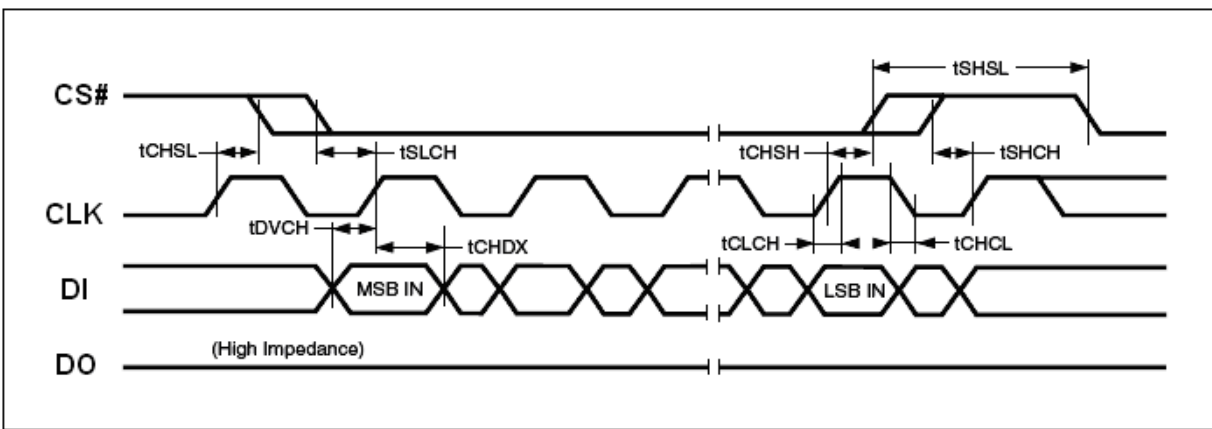 tSHSL
CS#
tCHSL
tSLCH
tCHSH
tSHCH
CLK
tDVCH
tCHDX
tCLCH
tCHCL
DI
MSB IN
LSB IN
(High Impedance)
DO